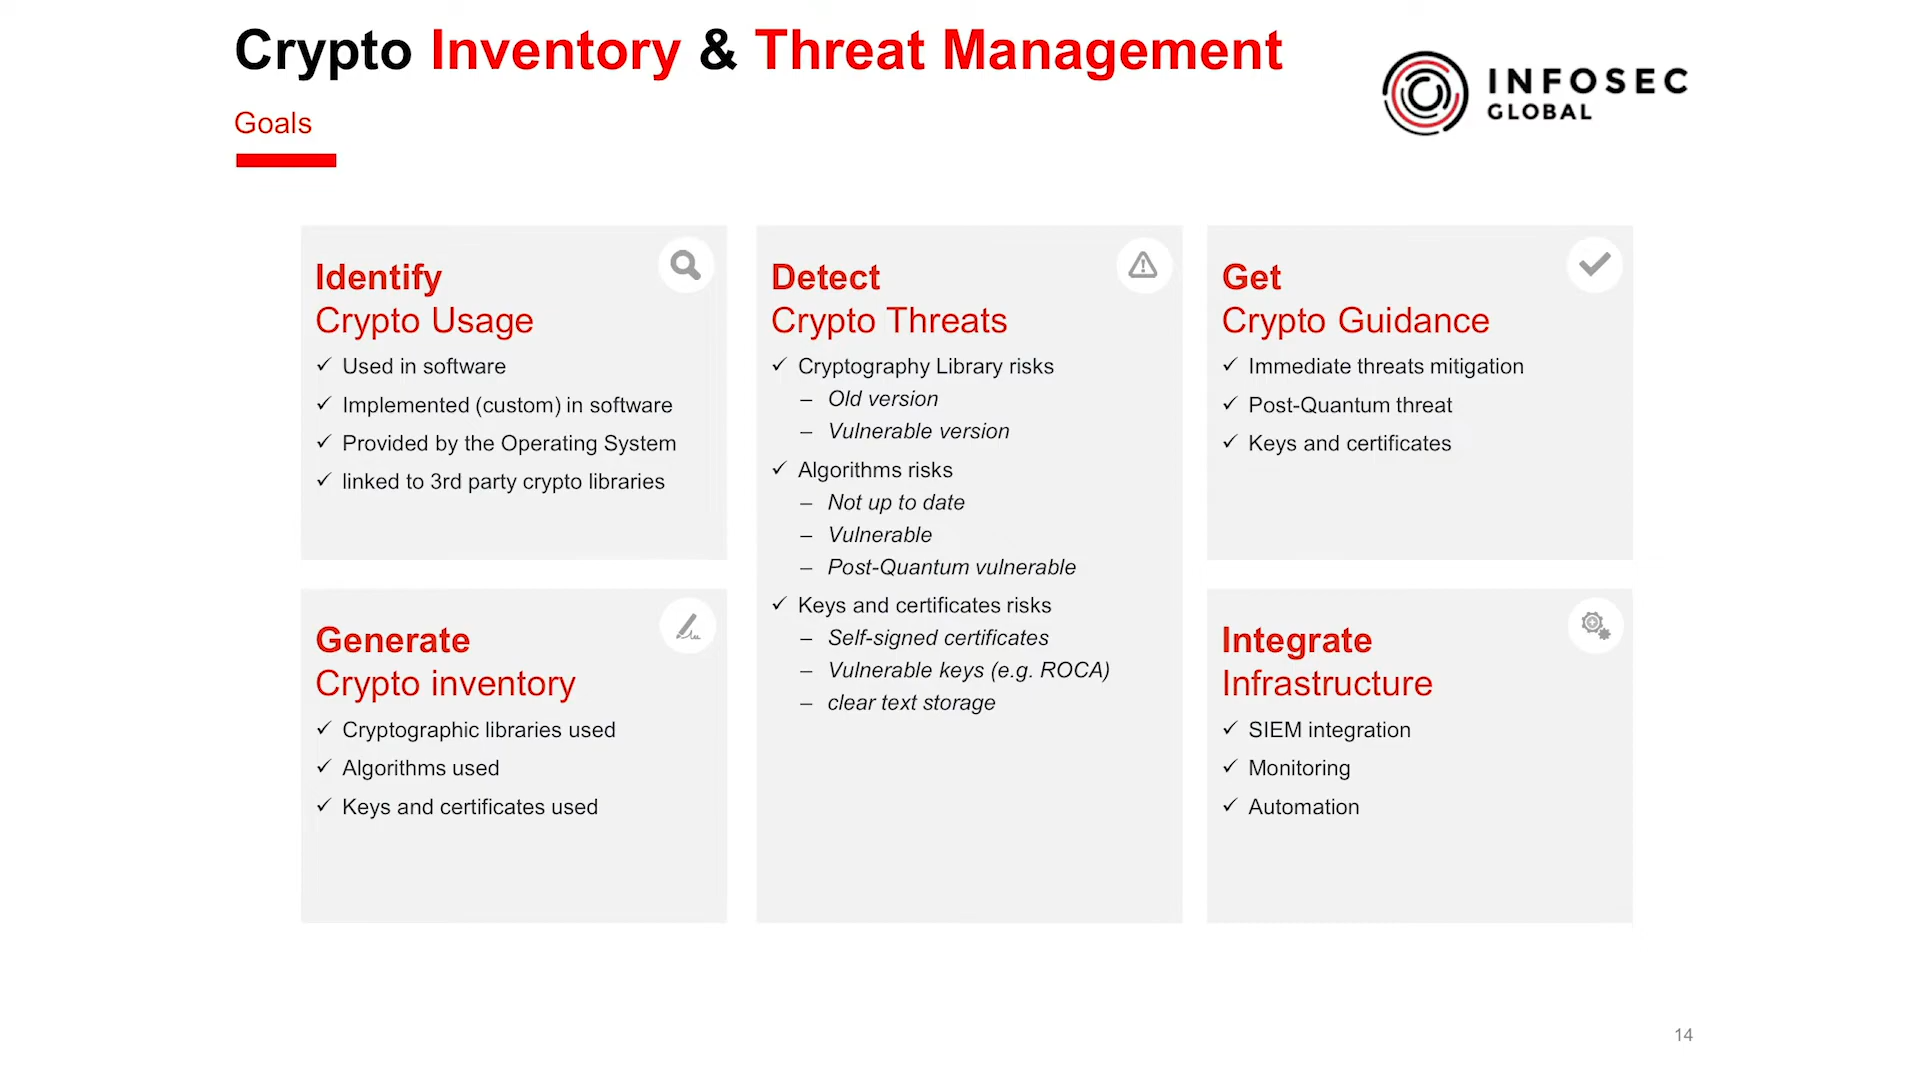 Crypto Inventory & Threat Management
Goals
INFOSEC
GLOBAL
Identify
Crypto Usage
✓ Used in software
✓ Implemented (custom) in software
✓ Provided by the Operating System
✓ linked to 3rd party crypto libraries
Generate
Crypto inventory
✓ Cryptographic libraries used
✓ Algorithms used
✓ Keys and certificates used
Detect
Crypto Threats
✓ Cryptography Library risks
– Old version
– Vulnerable version
✓ Algorithms risks
– Not up to date
– Vulnerable
– Post-Quantum vulnerable
✓ Keys and certificates risks
– Self-signed certificates
– Vulnerable keys (e.g. ROCA)
– clear text storage
Get
Crypto Guidance
✓ Immediate threats mitigation
✓ Post-Quantum threat
✓ Keys and certificates
Integrate
Infrastructure
✓ SIEM integration
✓ Monitoring
✓ Automation
14